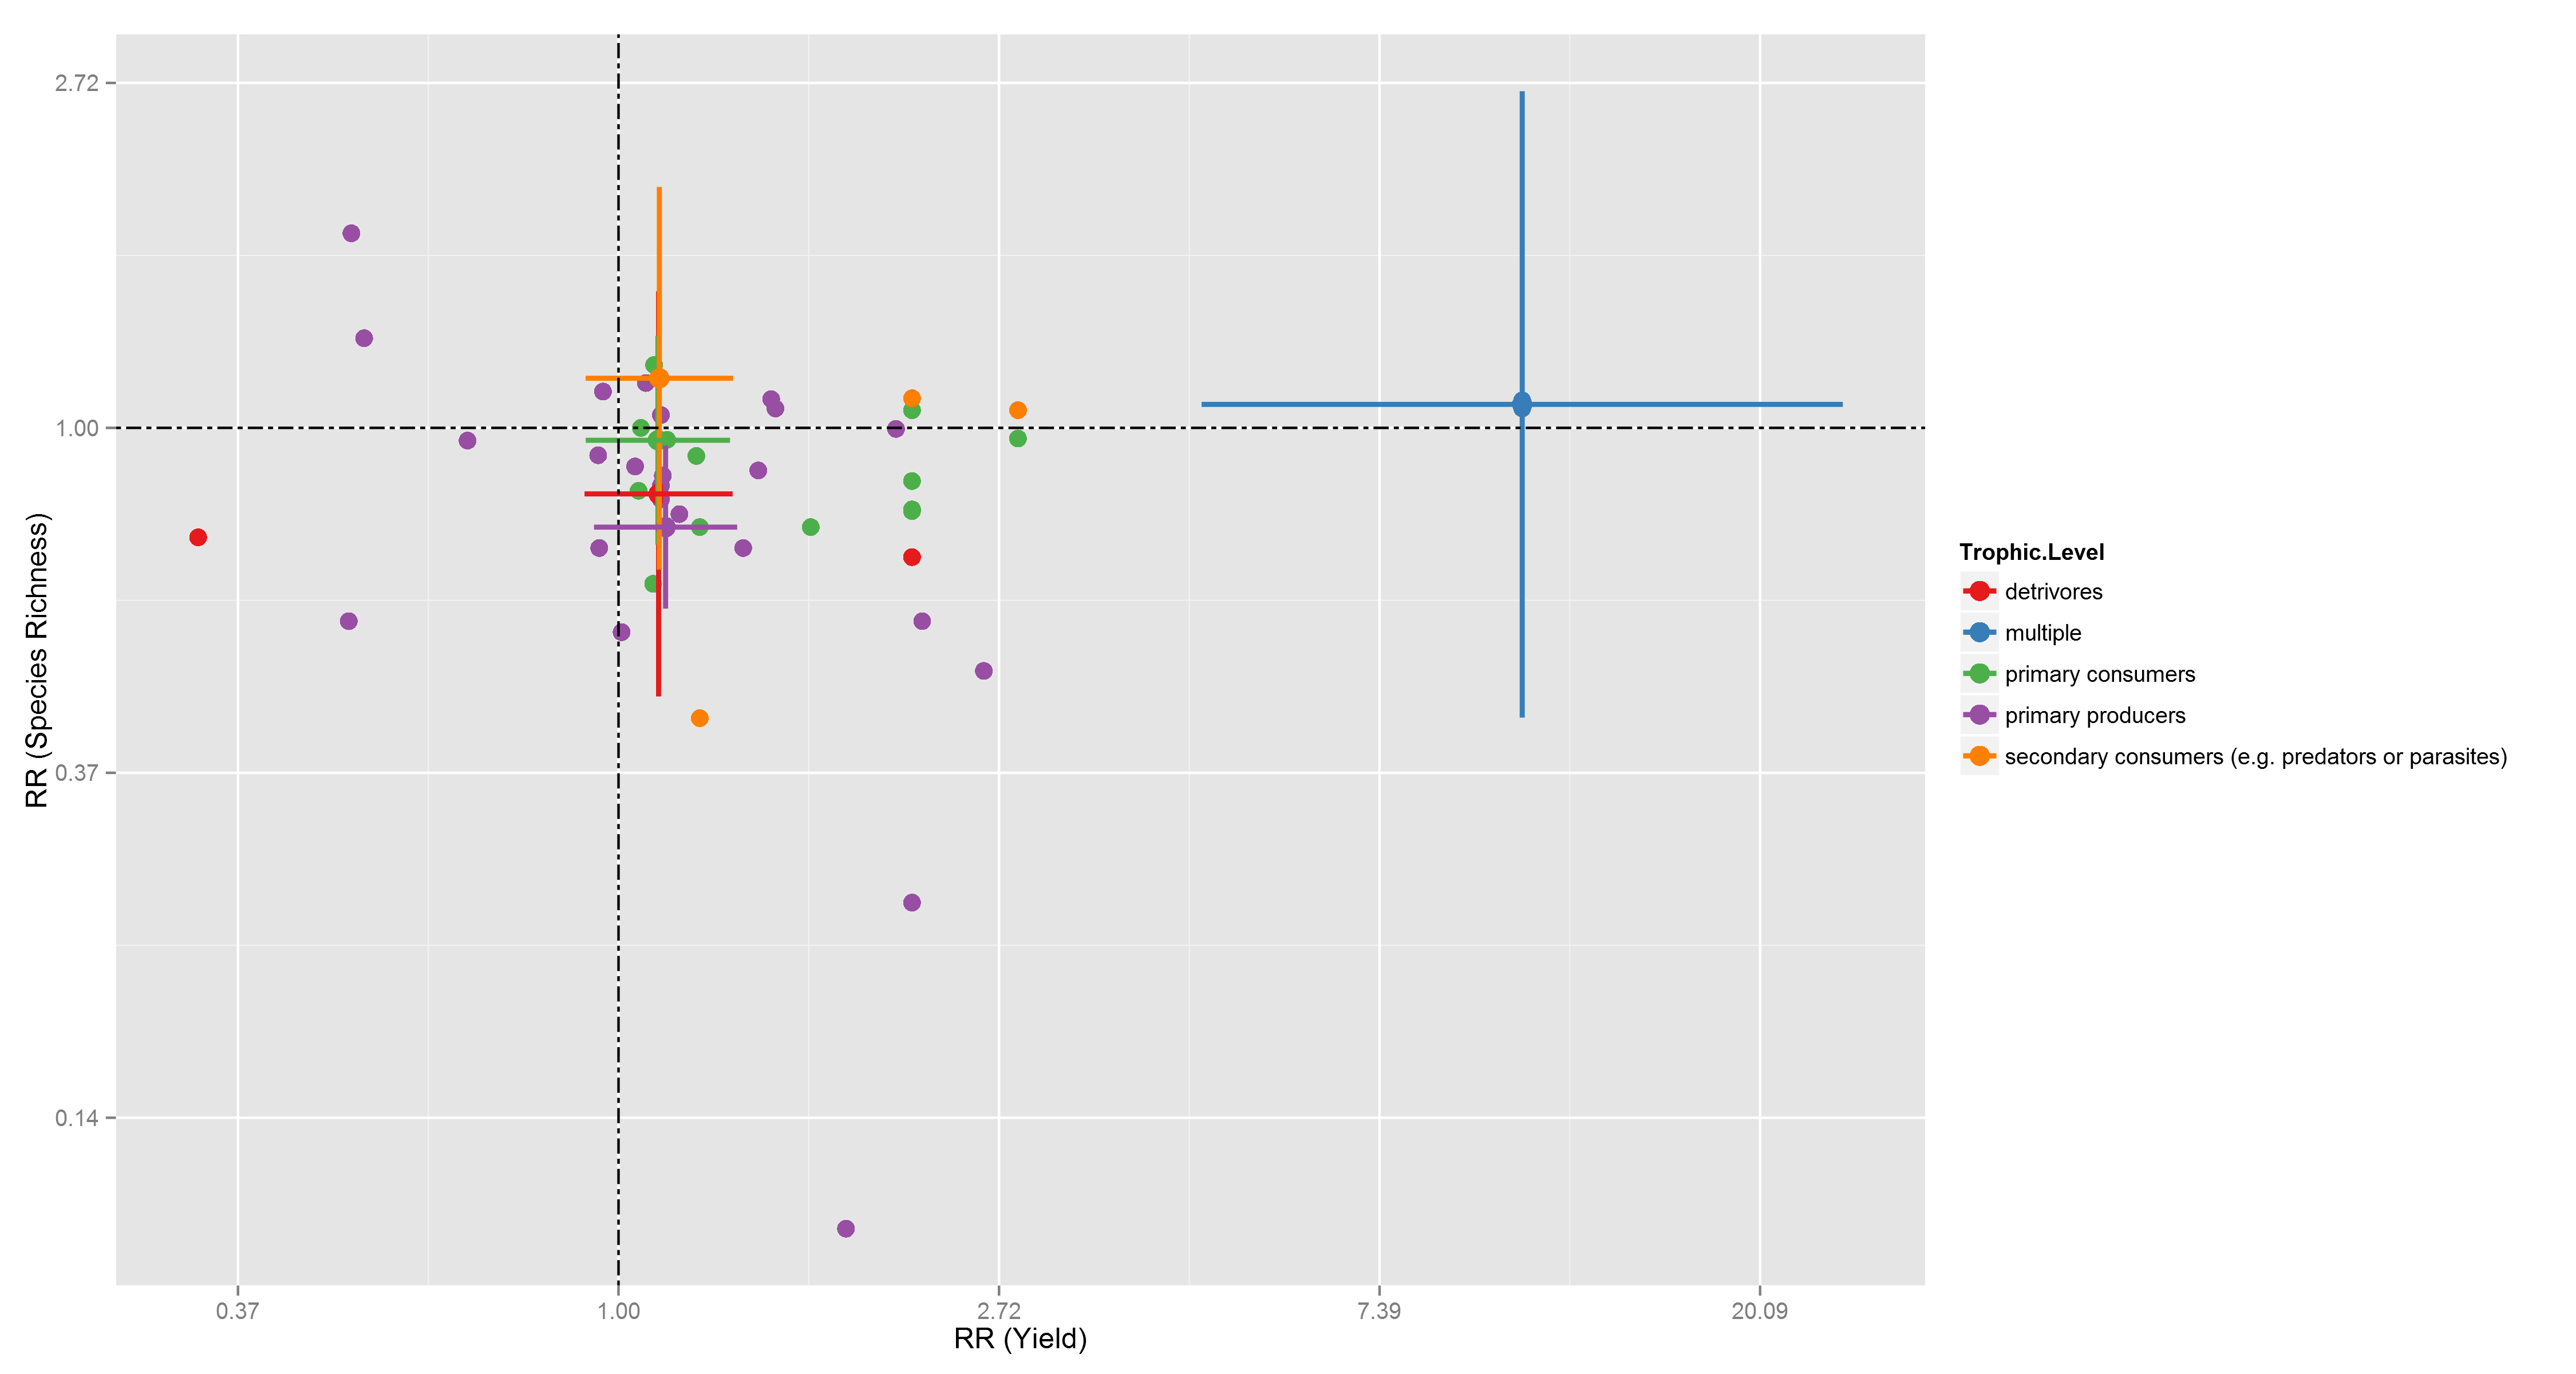 2.72
1.00
0.37
0.14
RR (Species Richness)
0.37
1.00
2.72
7.39
20.09
RR (Yield)
Trophic.Level
detrivores
multiple
primary consumers
primary producers
secondary consumers (e.g. predators or parasites)